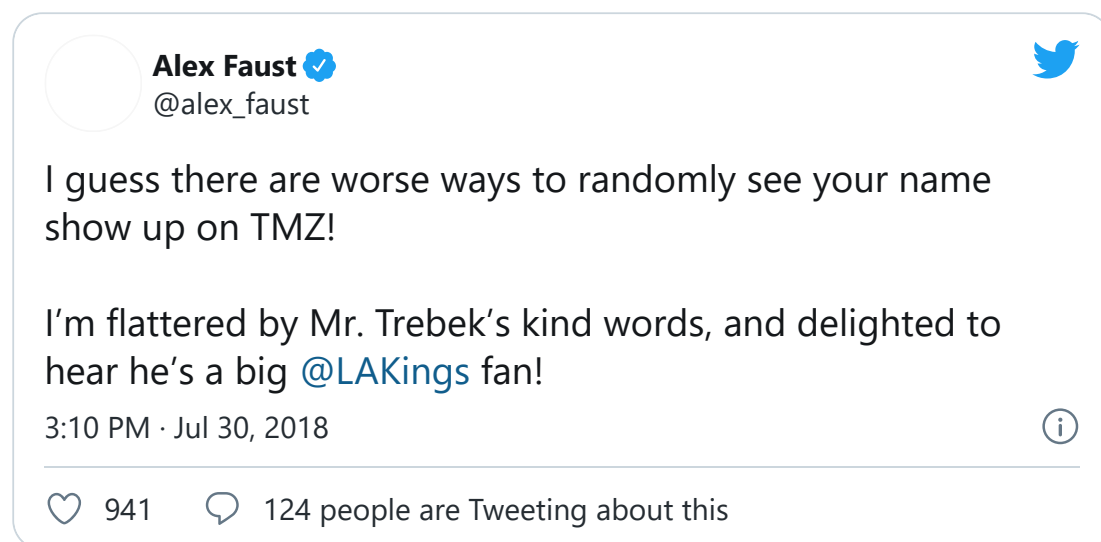 Alex Faust
@alex_faust
I guess there are worse ways to randomly see your name
show up on TMZ!
I’m flattered by Mr. Trebek’s kind words, and delighted to
hear he’s a big @LAKings fan!
3:10 PM · Jul 30, 2018
941 124 people are Tweeting about this